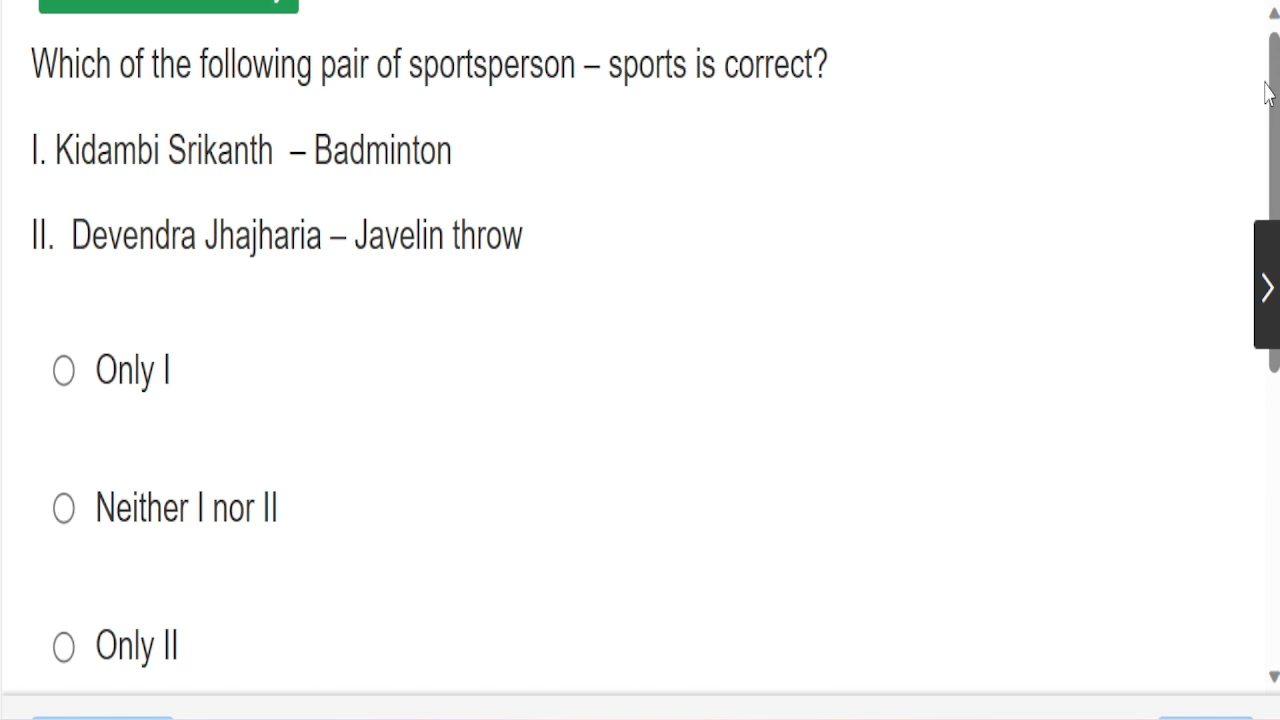 Which of the following pair of sportsperson – sports is correct?
I. Kidambi Srikanth – Badminton
II. Devendra Jhajharia – Javelin throw
Only I
Neither I nor II
Only II